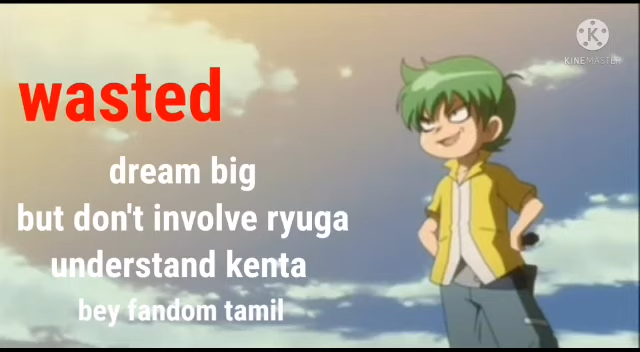 wasted
dream big
but don't involve ryuga
understand kenta
bey fandom tamil
K
KINEMASTER